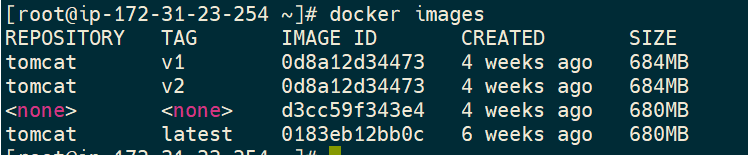 [root@ip-172-31-23-254 ~]# docker images
REPOSITORY TAG IMAGE ID CREATED SIZE
tomcat v1 0d8a12d34473 4 weeks ago 684MB
tomcat v2 0d8a12d34473 4 weeks ago 684MB
<none> <none> d3cc59f343e4 4 weeks ago 680MB
tomcat latest 0183eb12bb0c 6 weeks ago 680MB
[root@ip-172-31-23-254 ~]#